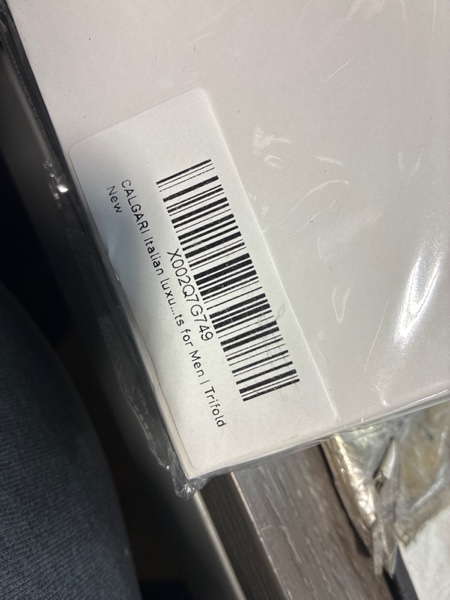 X002Q7G749
CALGARI Italian luxu...ts for Men | Trifold
New